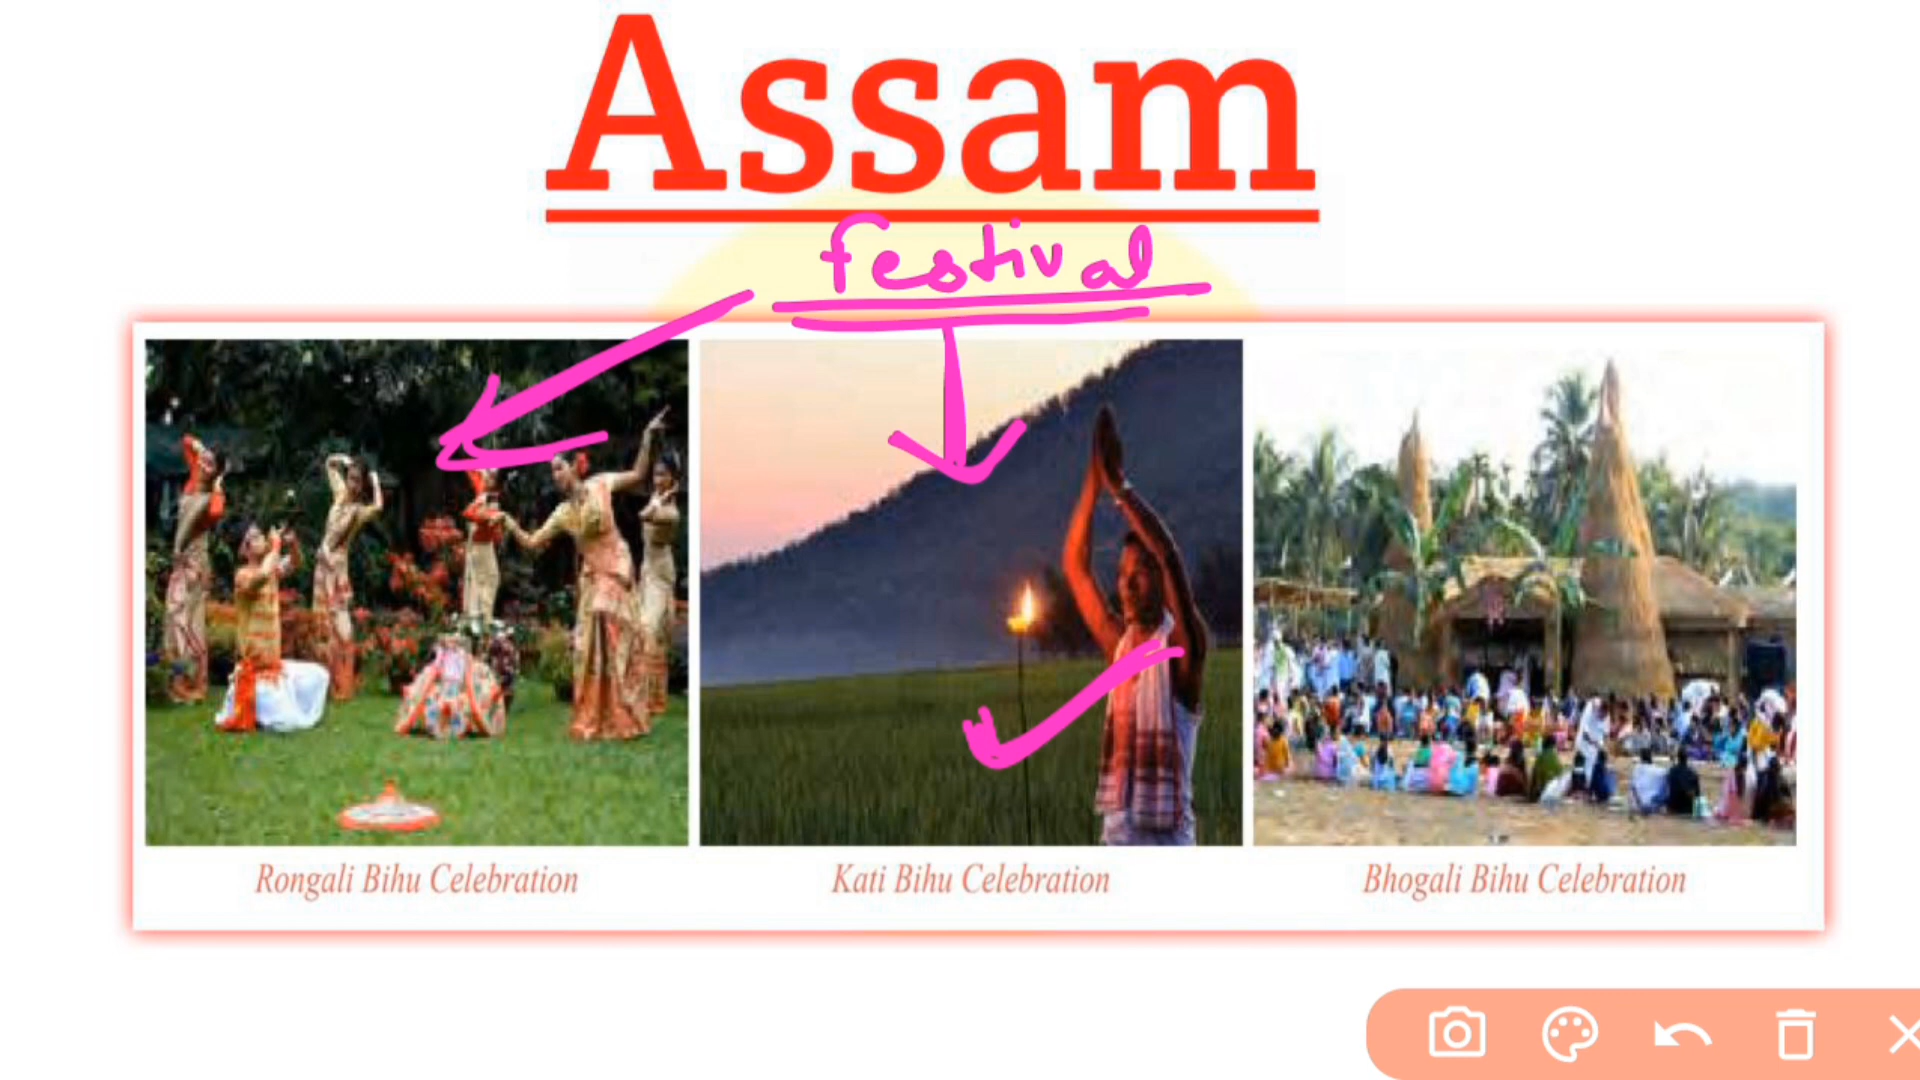 Assam
festival
Rongali Bihu Celebration
Kati Bihu Celebration
Bhogali Bihu Celebration